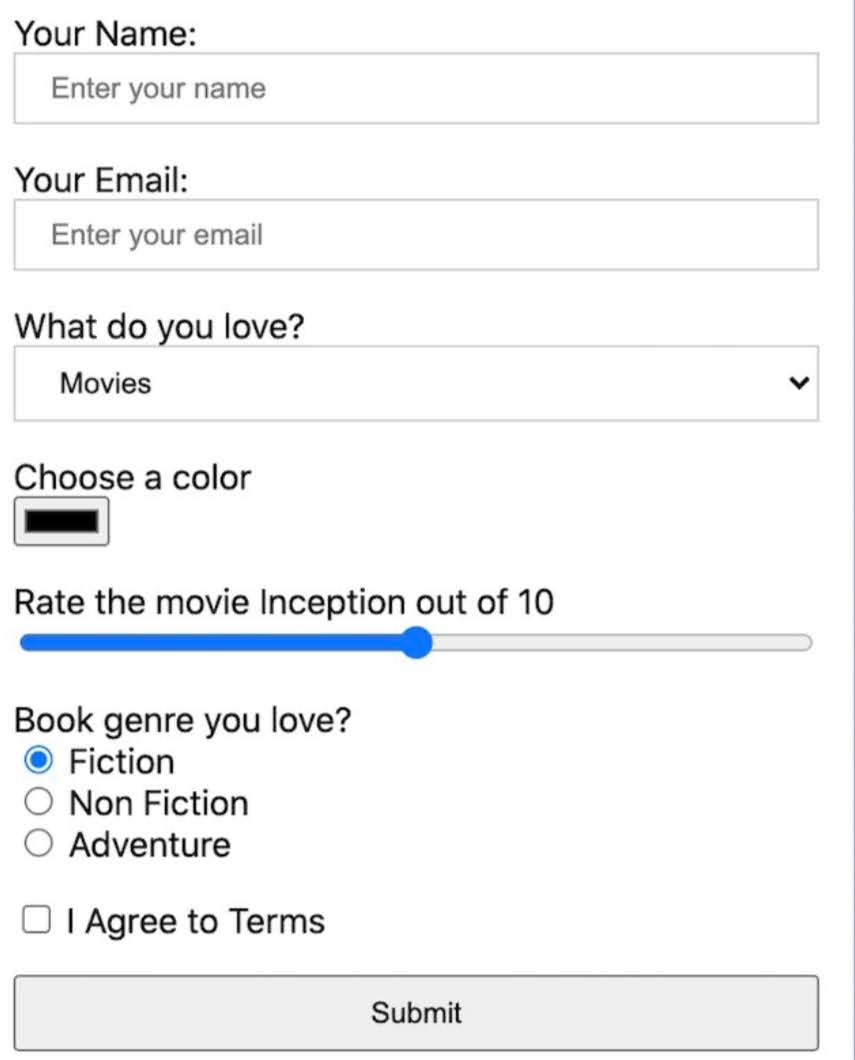 Your Name:
Enter your name
Your Email:
Enter your email
What do you love?
Movies
Choose a color
Rate the movie Inception out of 10
Book genre you love?
Fiction
Non Fiction
Adventure
I Agree to Terms
Submit